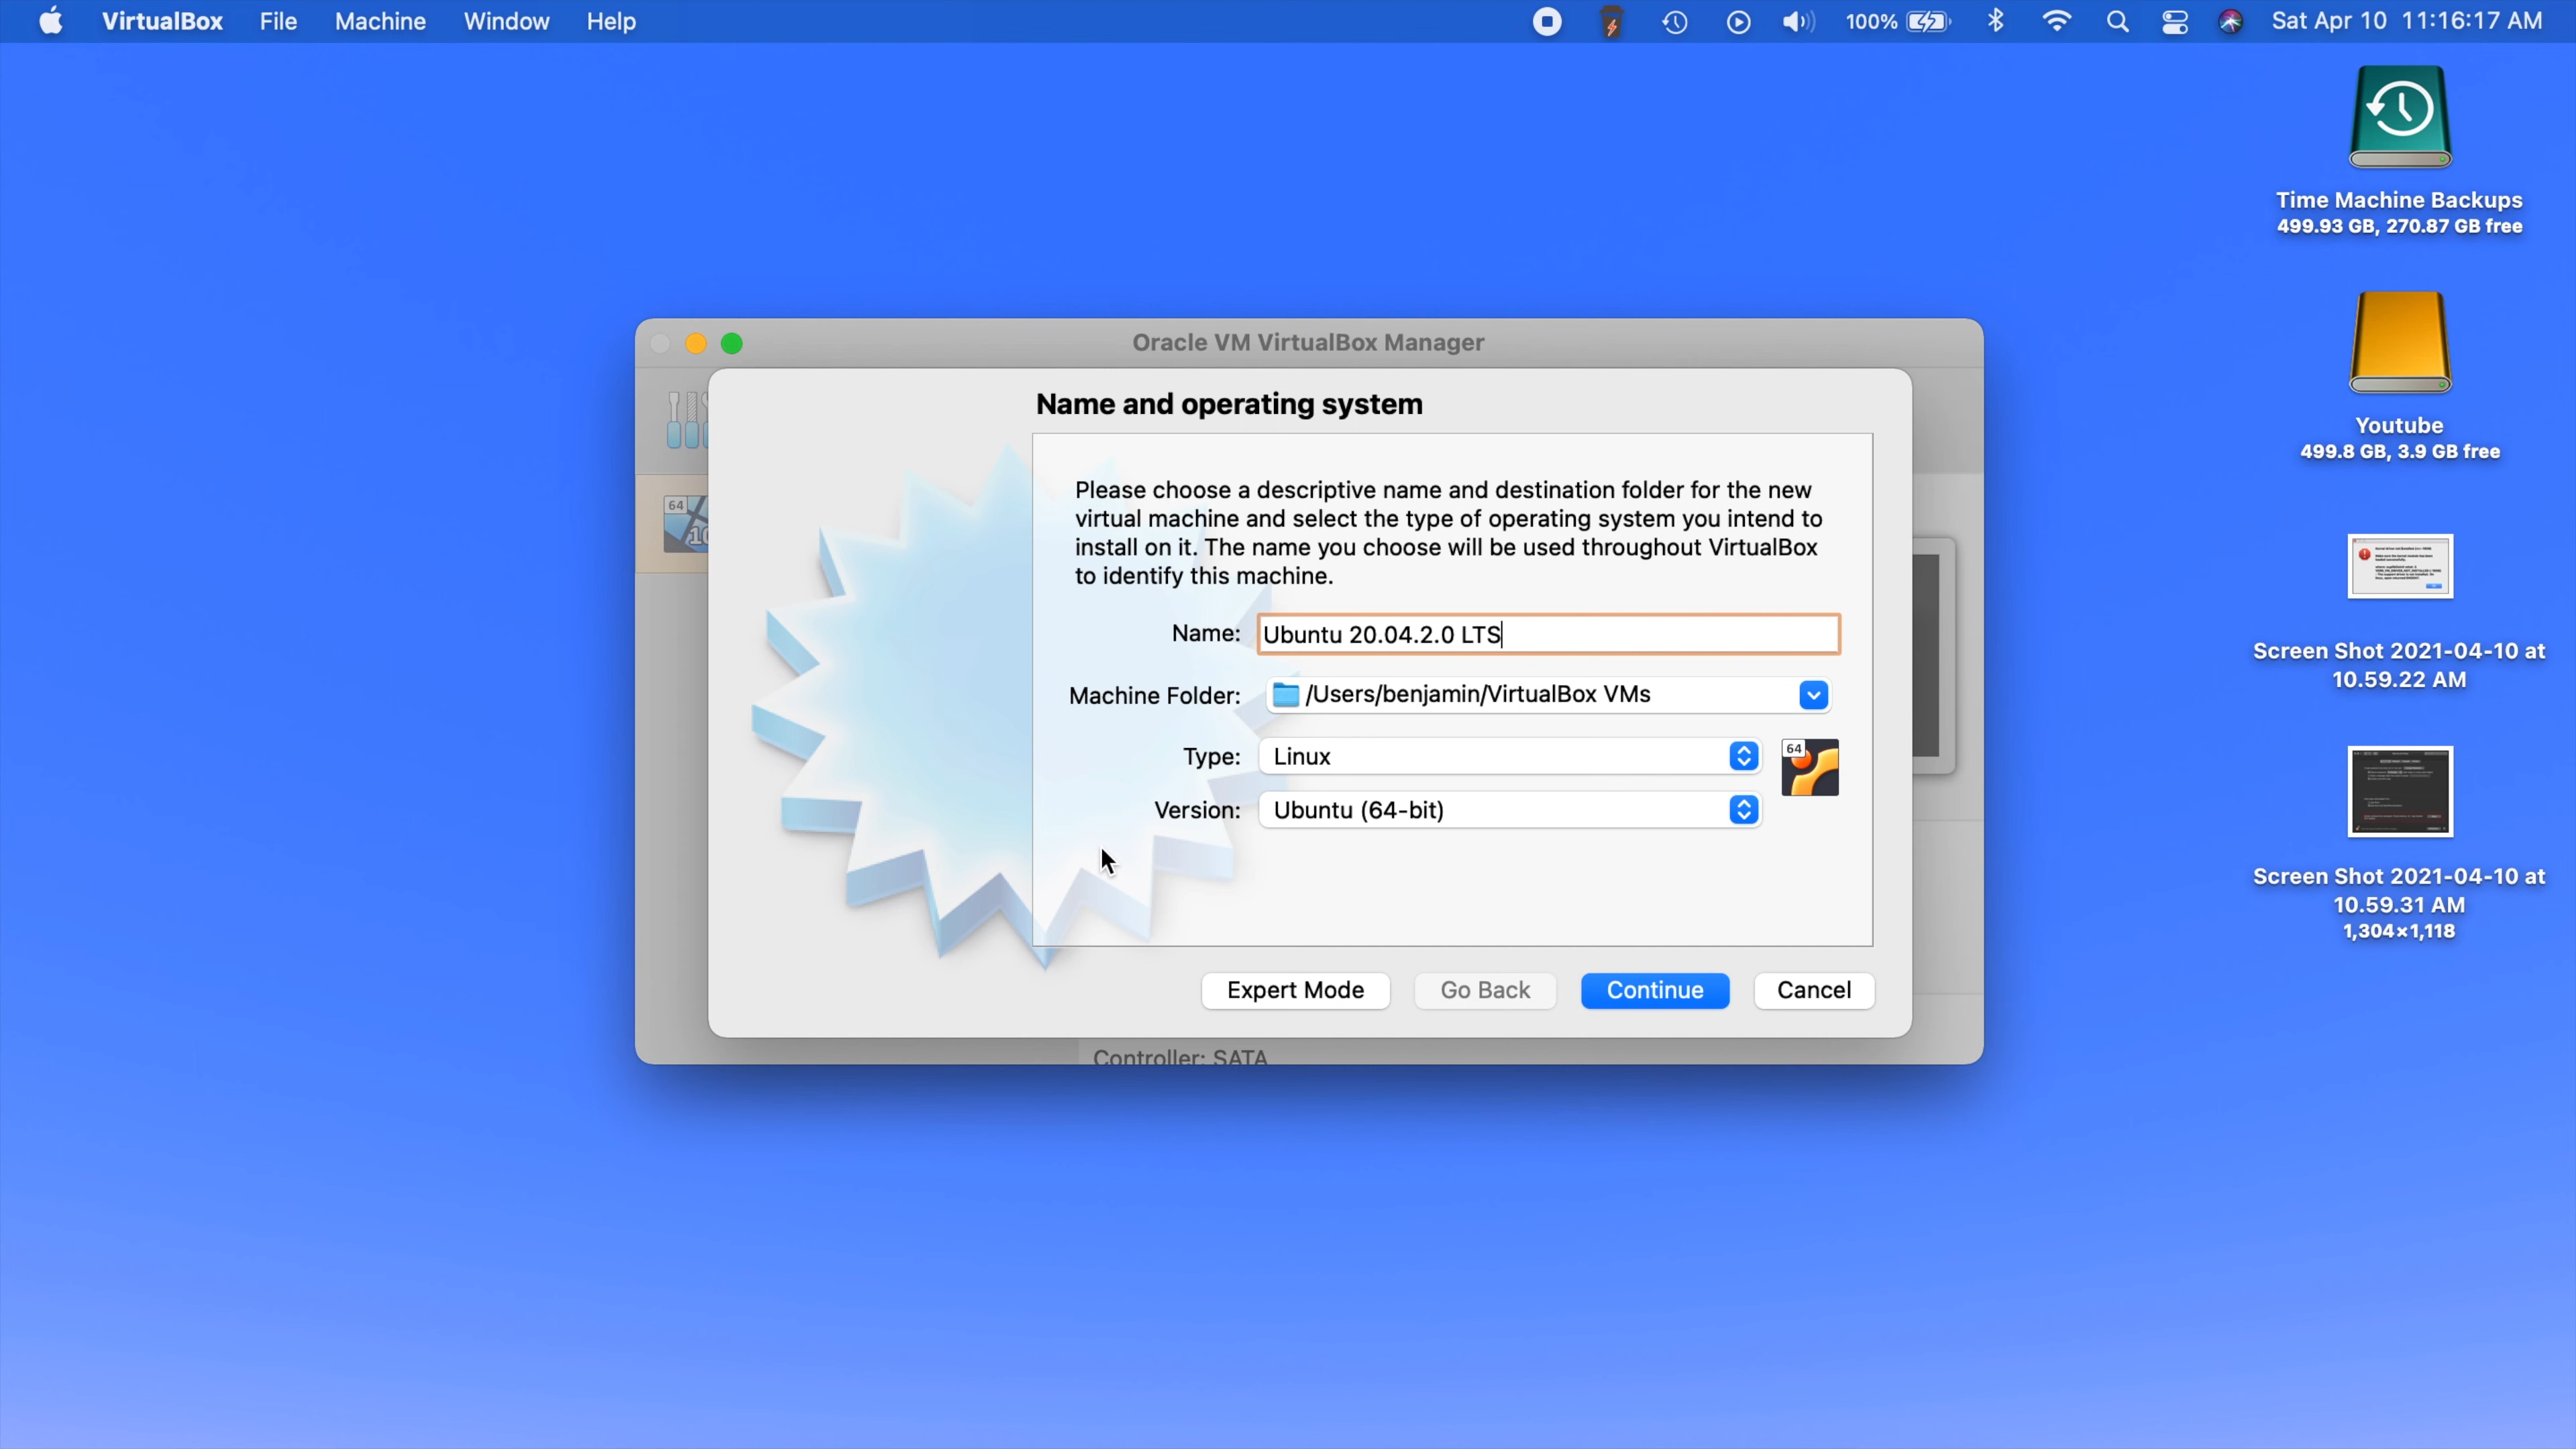 VirtualBox File Machine Window Help 100% Sat Apr 10 11:16:17 AM
Time Machine Backups
499.93 GB, 270.87 GB free
Youtube
499.8 GB, 3.9 GB free
Screen Shot 2021-04-10 at
10.59.22 AM
Screen Shot 2021-04-10 at
10.59.31 AM
1,304×1,118
Oracle VM VirtualBox Manager
64
10
Name and operating system
Please choose a descriptive name and destination folder for the new
virtual machine and select the type of operating system you intend to
install on it. The name you choose will be used throughout VirtualBox
to identify this machine.
Name: Ubuntu 20.04.2.0 LTS
Machine Folder: /Users/benjamin/VirtualBox VMs
Type: Linux
64
Version: Ubuntu (64-bit)
Expert Mode Go Back Continue Cancel
Controller: SATA